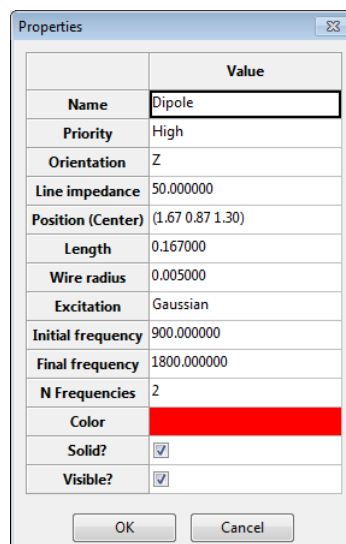 Properties
Value
Name Dipole
Priority High
Orientation Z
Line impedance 50.000000
Position (Center) (1.67 0.87 1.30)
Length 0.167000
Wire radius 0.005000
Excitation Gaussian
Initial frequency 900.000000
Final frequency 1800.000000
N Frequencies 2
Color
Solid?
Visible?
OK Cancel